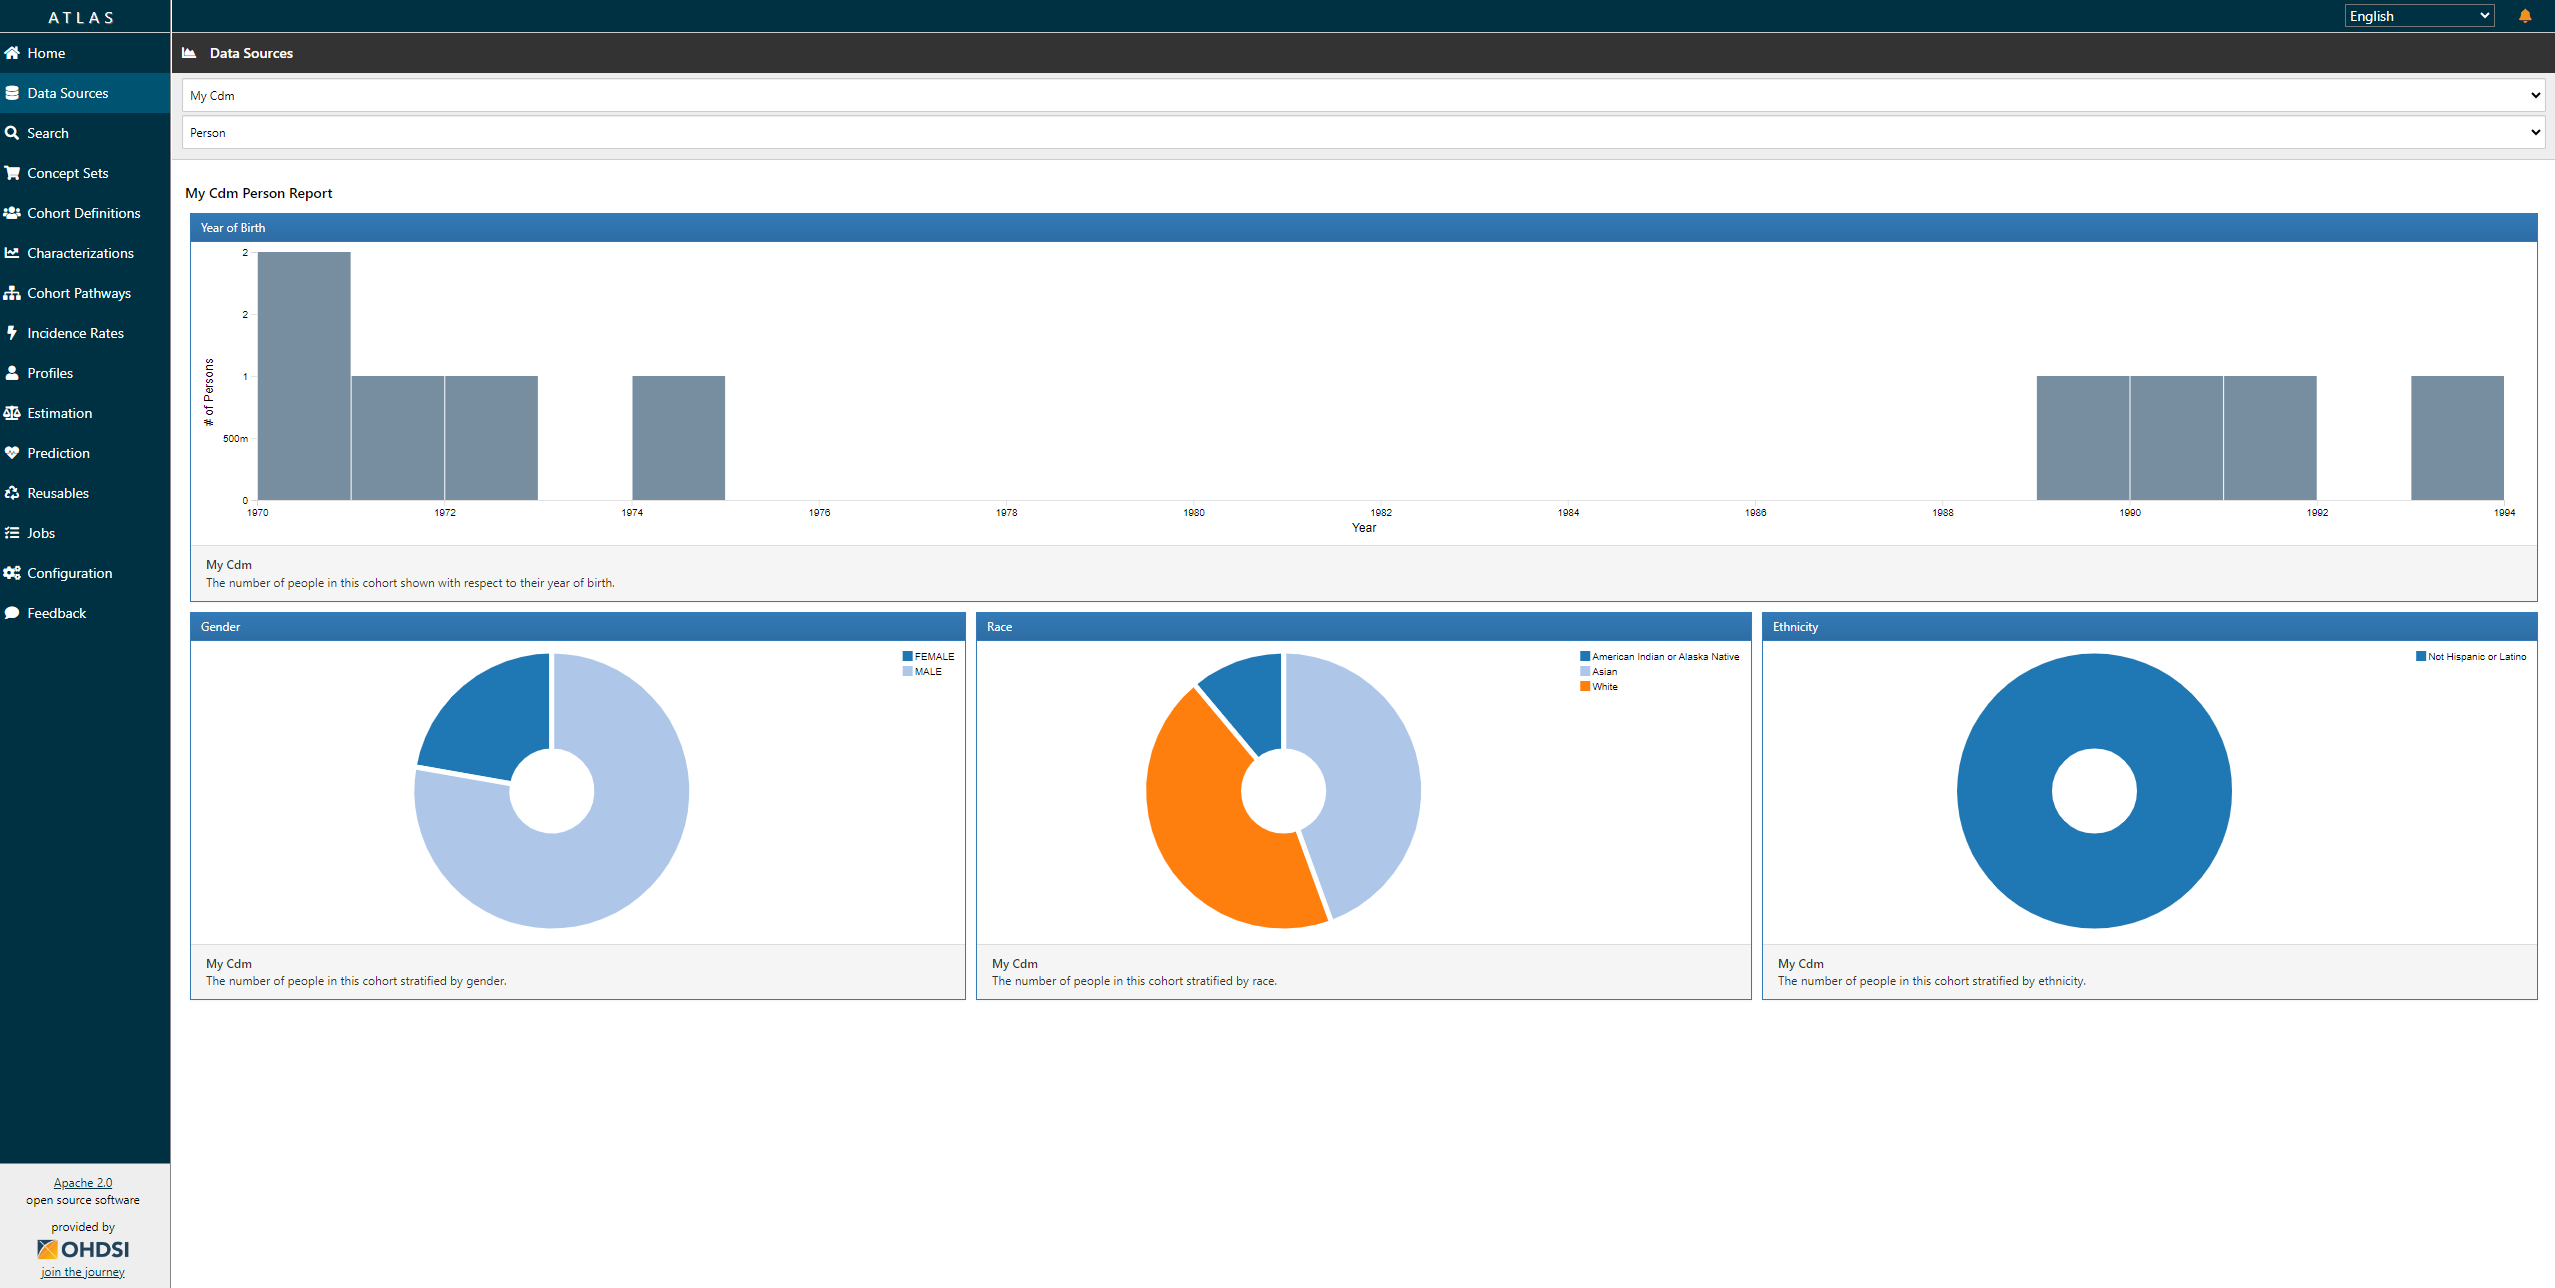 ATLAS
English
Home
Data Sources
Search
Concept Sets
Cohort Definitions
Characterizations
Cohort Pathways
Incidence Rates
Profiles
Estimation
Prediction
Reusables
Jobs
Configuration
Feedback
Apache 2.0
open source software
provided by
OHDSI
join the journey
Data Sources
My Cdm
Person
My Cdm Person Report
Year of Birth
# of Persons
2
2
1
500m
0
1970 1972 1974 1976 1978 1980 1982 1984 1986 1988 1990 1992 1994
Year
My Cdm
The number of people in this cohort shown with respect to their year of birth.
Gender
FEMALE
MALE
My Cdm
The number of people in this cohort stratified by gender.
Race
American Indian or Alaska Native
Asian
White
My Cdm
The number of people in this cohort stratified by race.
Ethnicity
Not Hispanic or Latino
My Cdm
The number of people in this cohort stratified by ethnicity.